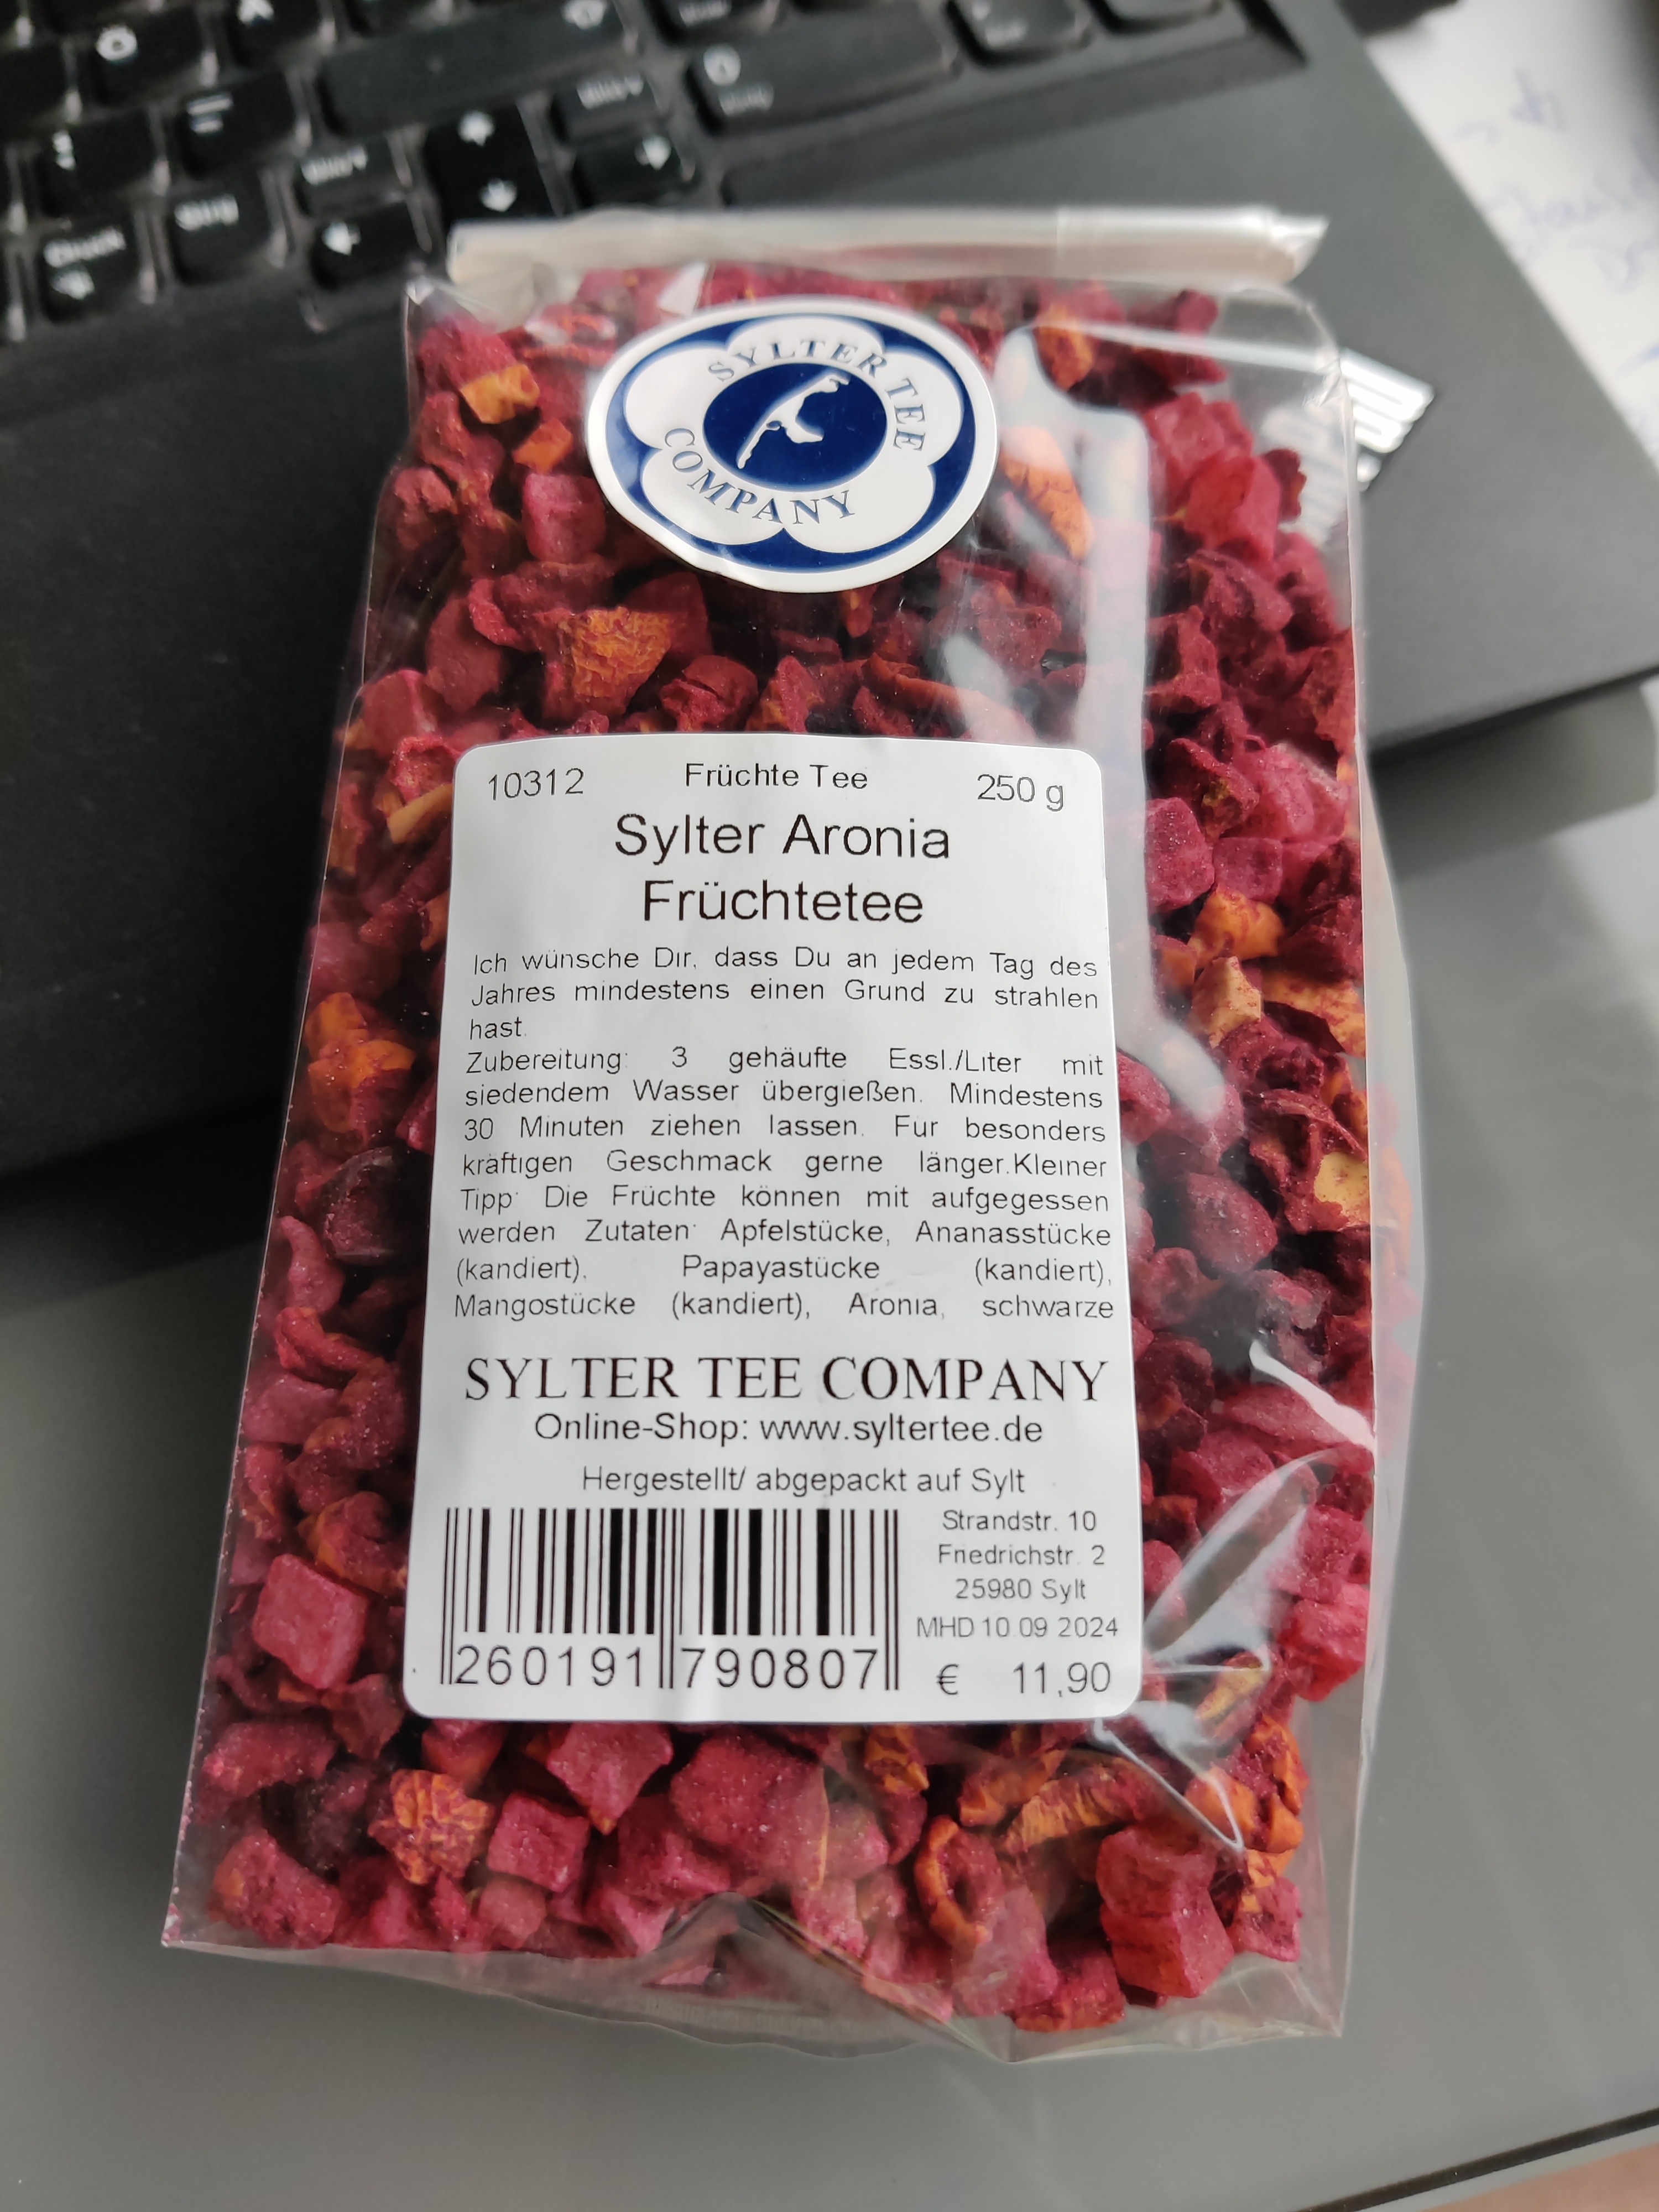 SYLTER TEE
COMPANY
10312 Früchte Tee 250 g
Sylter Aronia
Früchtetee
Ich wünsche Dir, dass Du an jedem Tag des
Jahres mindestens einen Grund zu strahlen
hast.
Zubereitung: 3 gehäufte Essl./Liter mit
siedendem Wasser übergießen. Mindestens
30 Minuten ziehen lassen. Für besonders
kräftigen Geschmack gerne länger.Kleiner
Tipp: Die Früchte können mit aufgegessen
werden Zutaten: Apfelstücke, Ananasstücke
(kandiert), Papayastücke (kandiert),
Mangostücke (kandiert), Aronia, schwarze
SYLTER TEE COMPANY
Online-Shop: www.syltertee.de
Hergestellt/ abgepackt auf Sylt
Strandstr. 10
Friedrichstr. 2
25980 Sylt
MHD 10.09.2024
260191 790807
€ 11,90